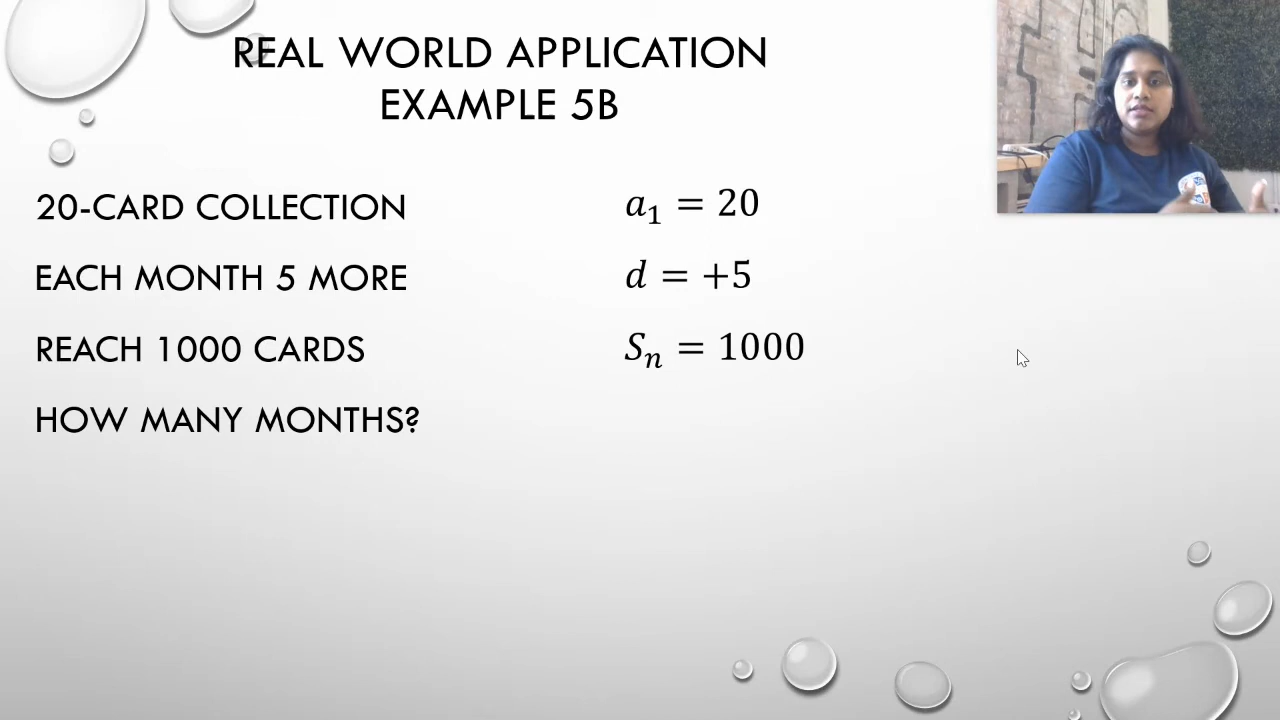 REAL WORLD APPLICATION
EXAMPLE 5B
20-CARD COLLECTION
a₁ = 20
EACH MONTH 5 MORE
d = +5
REACH 1000 CARDS
Sₙ = 1000
HOW MANY MONTHS?